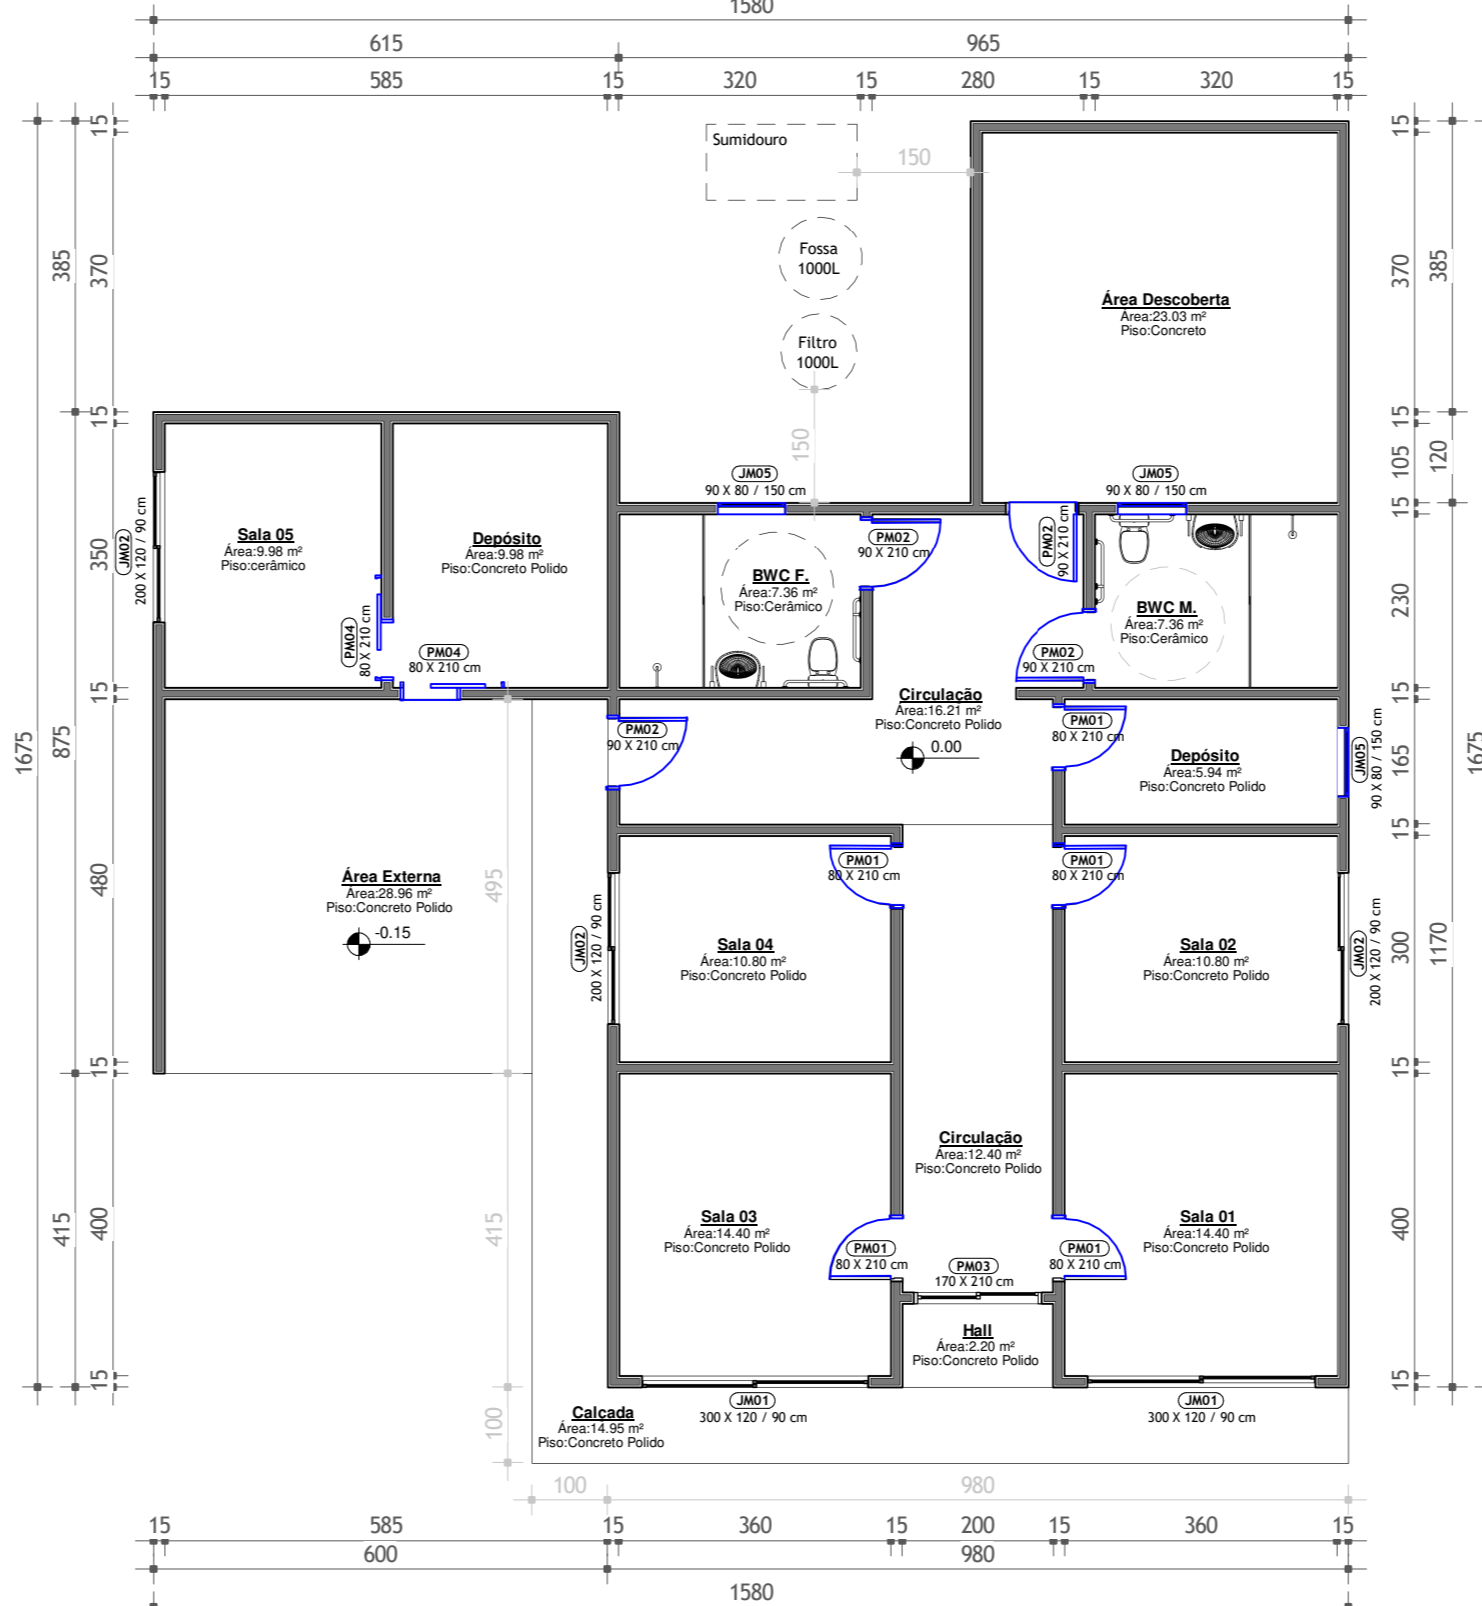 1580
615 965
15 585 15 320 15 280 15 320 15
Sumidouro
150
Fossa
1000L
Filtro
1000L
150
Área Descoberta
Área:23.03 m²
Piso:Concreto
15
370
385
15
15
370
385
15
105
120
15
JM05
90 X 80 / 150 cm
JM05
90 X 80 / 150 cm
JM02
200 X 120 / 90 cm
Sala 05
Área:9.98 m²
Piso:cerâmico
Depósito
Área:9.98 m²
Piso:Concreto Polido
BWC F.
Área:7.36 m²
Piso:Cerâmico
PM02
90 X 210 cm
PM02
90 X 210 cm
BWC M.
Área:7.36 m²
Piso:Cerâmico
350
230
PM04
80 X 210 cm
PM04
80 X 210 cm
PM02
90 X 210 cm
15
15
Circulação
Área:16.21 m²
Piso:Concreto Polido
0.00
PM02
90 X 210 cm
PM01
80 X 210 cm
Depósito
Área:5.94 m²
Piso:Concreto Polido
JM05
90 X 80 / 150 cm
1675
875
165
1675
15
PM01
80 X 210 cm
PM01
80 X 210 cm
480
495
Área Externa
Área:28.96 m²
Piso:Concreto Polido
-0.15
JM02
200 X 120 / 90 cm
Sala 04
Área:10.80 m²
Piso:Concreto Polido
Sala 02
Área:10.80 m²
Piso:Concreto Polido
JM02
200 X 120 / 90 cm
300
1170
15
15
Circulação
Área:12.40 m²
Piso:Concreto Polido
415
400
415
Sala 03
Área:14.40 m²
Piso:Concreto Polido
Sala 01
Área:14.40 m²
Piso:Concreto Polido
400
PM01
80 X 210 cm
PM01
80 X 210 cm
PM03
170 X 210 cm
Hall
Área:2.20 m²
Piso:Concreto Polido
15
15
JM01
300 X 120 / 90 cm
JM01
300 X 120 / 90 cm
Calçada
Área:14.95 m²
Piso:Concreto Polido
100
100 980
15 585 15 360 15 200 15 360 15
600 980
1580